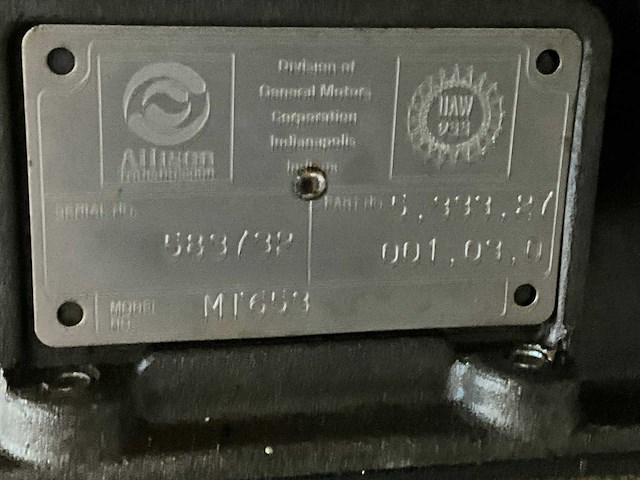 Allison
TRANSMISSION
Division of
General Motors
Corporation
Indianapolis
Indiana
UAW
933
SERIAL NO.
583732
PART NO.
5,333,87
001,03,0
MODEL
NO.
MT653